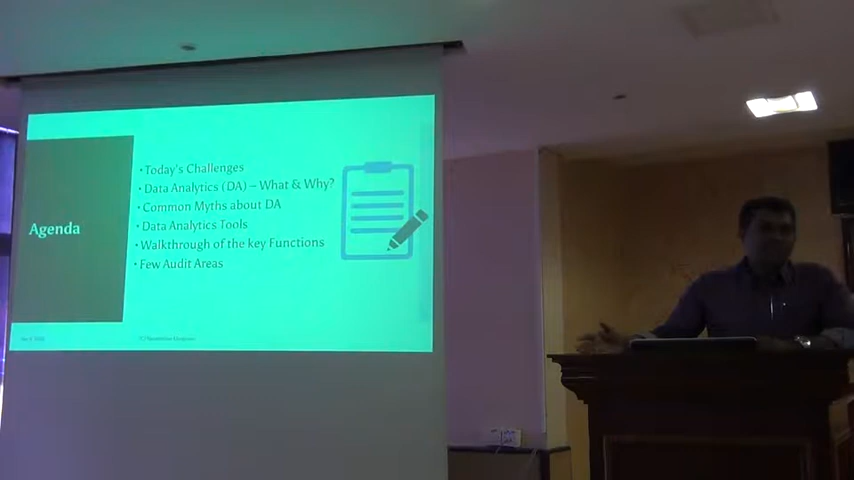 Agenda
• Today's Challenges
• Data Analytics (DA) – What & Why?
• Common Myths about DA
• Data Analytics Tools
• Walkthrough of the key Functions
• Few Audit Areas